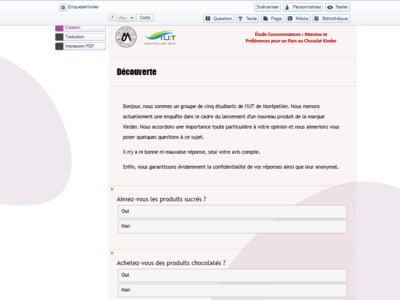 EnqueteKinder
Scénariser Personnaliser Tester
? Plus Outils
Question Texte Page Média Bibliothèque
Création
Traduction
Impression PDF
IUT
MONTPELLIER-SÈTE
Étude Consommateurs : Attentes et
Préférences pour un Pain au Chocolat Kinder
Découverte
Bonjour, nous sommes un groupe de cinq étudiants de l'IUT de Montpellier. Nous menons
actuellement une enquête dans le cadre du lancement d'un nouveau produit de la marque
Kinder. Nous accordons une importance toute particulière à votre opinion et nous aimerions vous
poser quelques questions à ce sujet.
Il n'y a ni bonne ni mauvaise réponse, seul votre avis compte.
Enfin, nous garantissons évidemment la confidentialité de vos réponses ainsi que leur anonymat.
Aimez-vous les produits sucrés ?
Oui
Non
Achetez-vous des produits chocolatés ?
Oui
Non